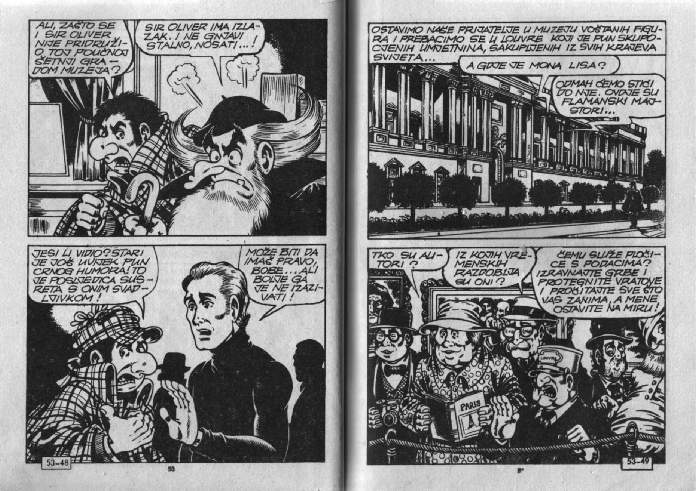 ALI, ZAŠTO SE
I SIR OLIVER
NIJE PRIDRUŽI-
O TOJ POUČNOJ
ŠETNJI GRA-
DOM MUZEJA?
SIR OLIVER IMA IZLA-
ZAK. I NE GNJAVI
STALNO, NOSATI...!
JESI LI VIDIO? STARI
JE JOŠ UVIJEK PUN
CRNOG HUMORA! TO
JE POSLJEDICA SUS-
RETA S ONIM SVAD-
LJIVKOM!
MOŽE BITI DA
IMAŠ PRAVO,
BOBE... ALI
BOLJE GA
JE NE IZAZI-
VATI!
53-48
OSTAVIMO NAŠE PRIJATELJE U MUZEJU VOŠTANIH FIGU-
RA I PREBACIMO SE U LOUVRE KOJI JE PUN SKUPO-
CJENIH UMJETNINA, SAKUPLJENIH IZ SVIH KRAJEVA
SVIJETA...
A GDJE JE MONA LISA?
ODMAH ĆEMO STIĆI
DO NJE. OVDJE SU
FLAMANSKI MAJ-
STORI...
TKO SU AU-
TORI?
IZ KOJIH VRE-
MENSKIH
RAZDOBLJA
SU ONI?
ČEMU SLUŽE PLOČI-
CE S PODACIMA?
IZRAVNAJTE GRBE I
PROTEGNITE VRATOVE
I PROČITAJTE SVE ŠTO
VAS ZANIMA, A MENE
OSTAVITE NA MIRU!
PARIS
53-49